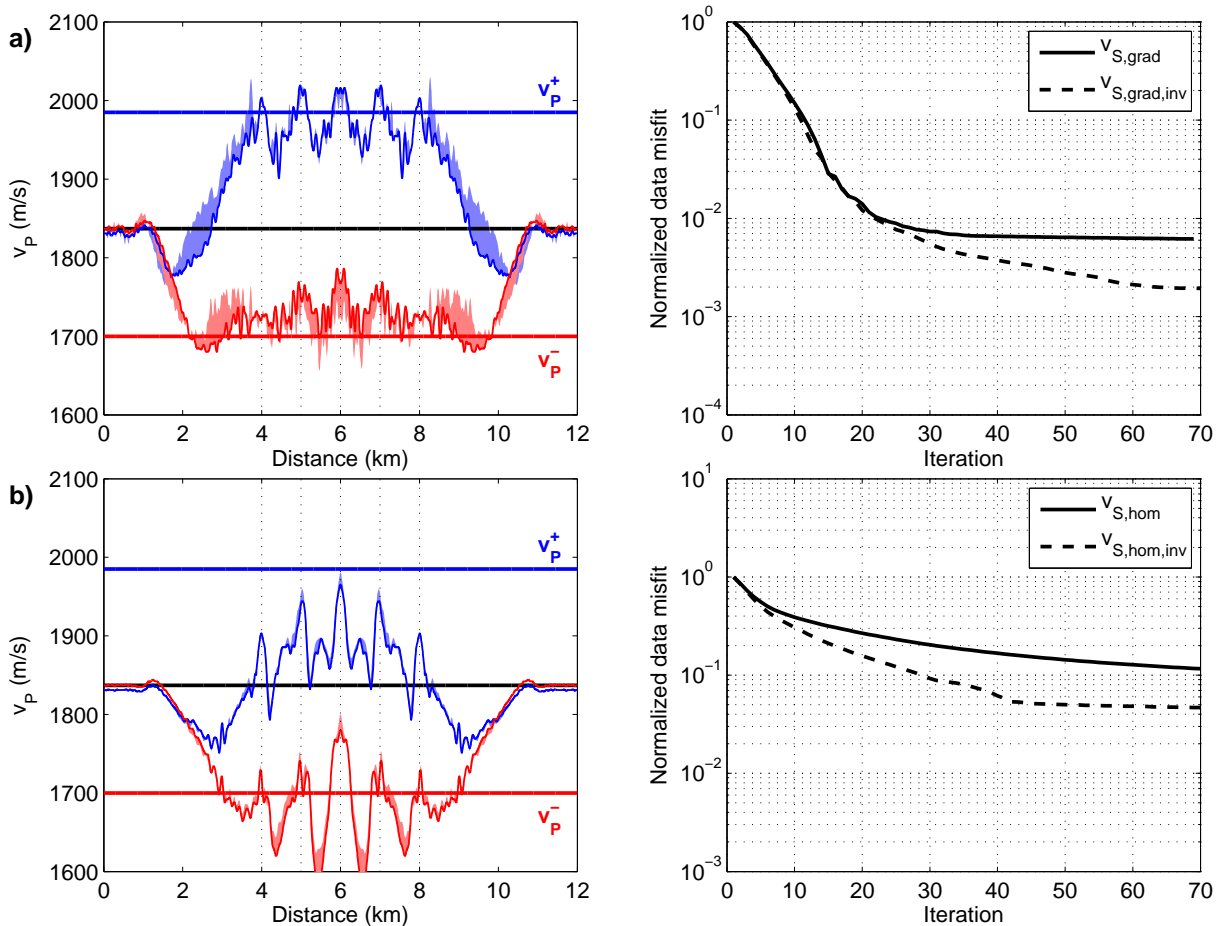 a)
2100
2000
1900
1800
1700
1600
v_P (m/s)
v_P^+
v_P^−
0 2 4 6 8 10 12
Distance (km)
10^0
10^−1
10^−2
10^−3
10^−4
Normalized data misfit
v_S,grad
v_S,grad,inv
0 10 20 30 40 50 60 70
Iteration
b)
2100
2000
1900
1800
1700
1600
v_P (m/s)
v_P^+
v_P^−
0 2 4 6 8 10 12
Distance (km)
10^1
10^0
10^−1
10^−2
10^−3
Normalized data misfit
v_S,hom
v_S,hom,inv
0 10 20 30 40 50 60 70
Iteration